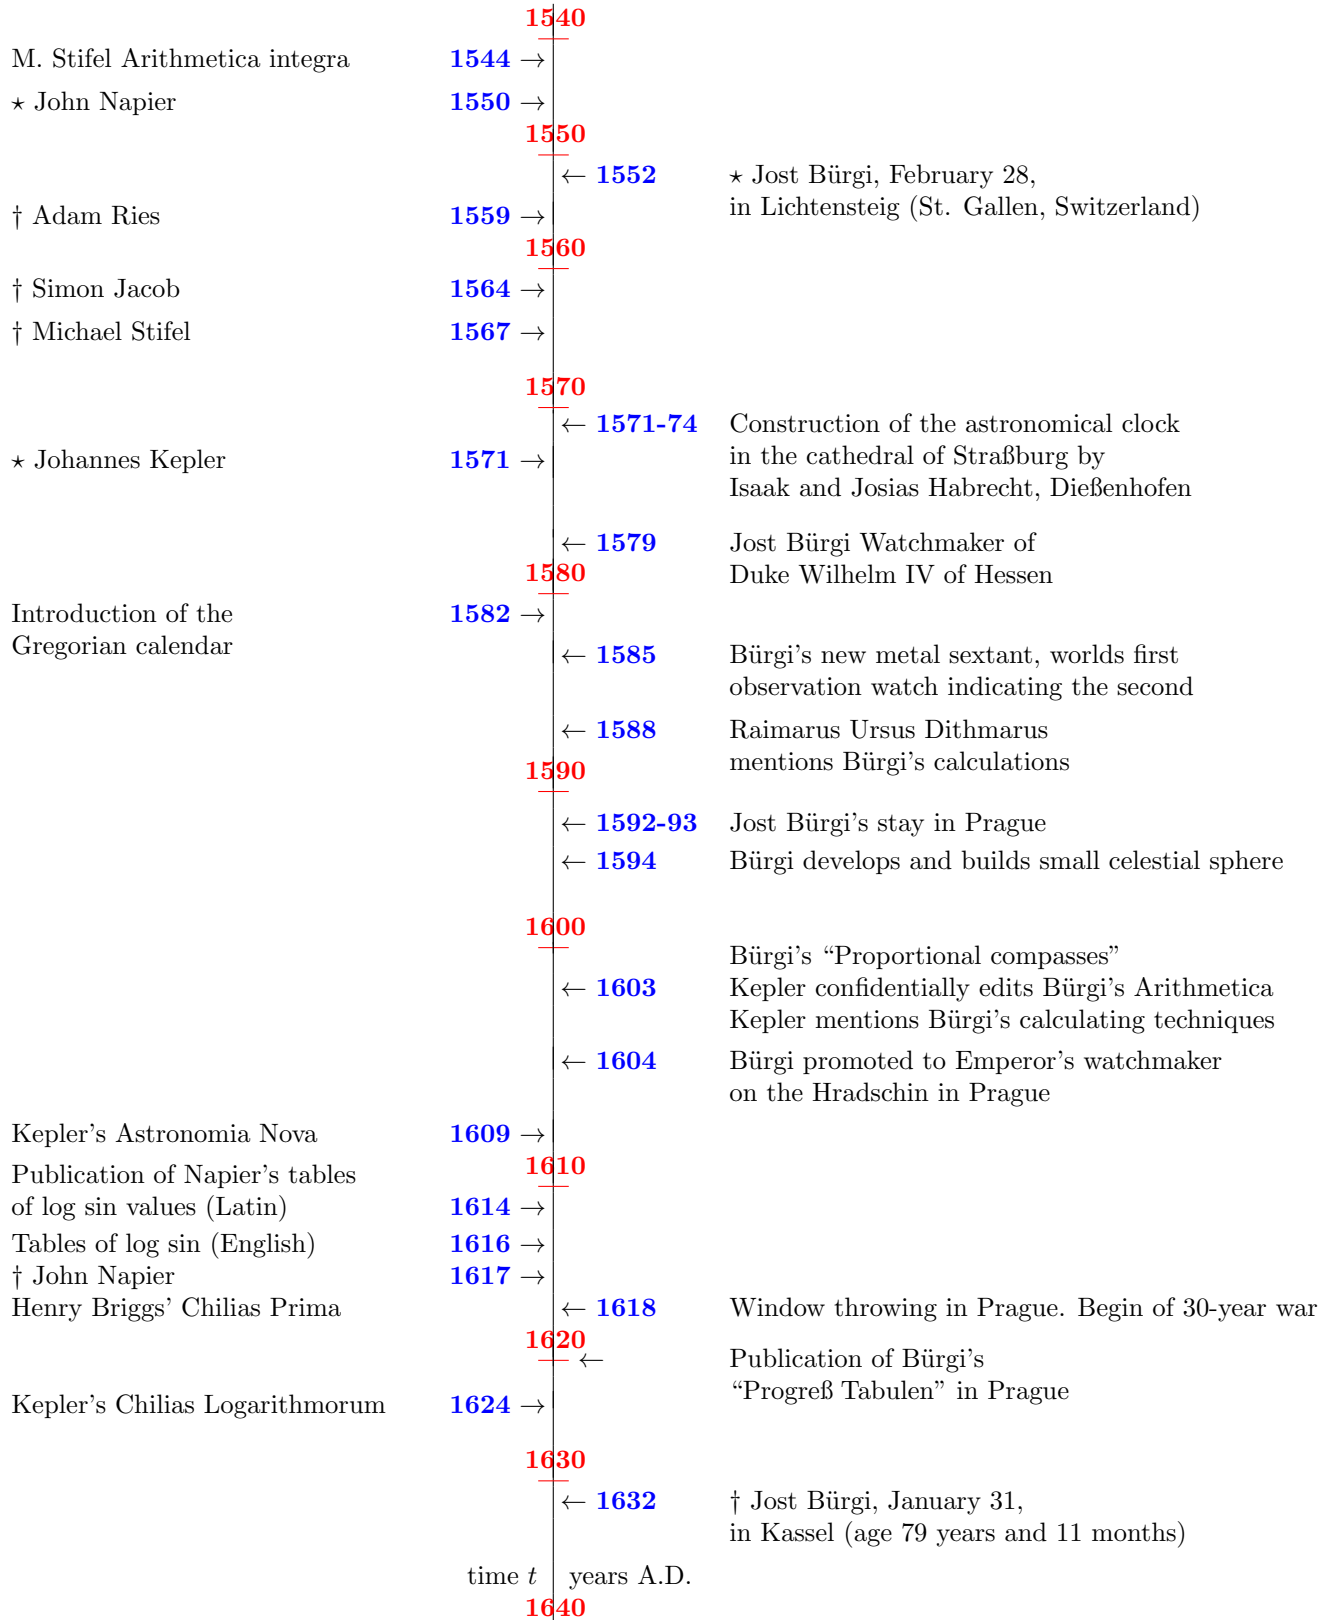 1540
M. Stifel Arithmetica integra 1544 →
⋆ John Napier 1550 →
1550
← 1552 ⋆ Jost Bürgi, February 28,
in Lichtensteig (St. Gallen, Switzerland)
† Adam Ries 1559 →
1560
† Simon Jacob 1564 →
† Michael Stifel 1567 →
1570
← 1571-74 Construction of the astronomical clock
in the cathedral of Straßburg by
Isaak and Josias Habrecht, Dießenhofen
⋆ Johannes Kepler 1571 →
← 1579 Jost Bürgi Watchmaker of
Duke Wilhelm IV of Hessen
1580
Introduction of the 1582 →
Gregorian calendar
← 1585 Bürgi's new metal sextant, worlds first
observation watch indicating the second
← 1588 Raimarus Ursus Dithmarus
mentions Bürgi's calculations
1590
← 1592-93 Jost Bürgi's stay in Prague
← 1594 Bürgi develops and builds small celestial sphere
1600
Bürgi's “Proportional compasses”
← 1603 Kepler confidentially edits Bürgi's Arithmetica
Kepler mentions Bürgi's calculating techniques
← 1604 Bürgi promoted to Emperor's watchmaker
on the Hradschin in Prague
Kepler's Astronomia Nova 1609 →
1610
Publication of Napier's tables
of log sin values (Latin) 1614 →
Tables of log sin (English) 1616 →
† John Napier 1617 →
Henry Briggs' Chilias Prima ← 1618 Window throwing in Prague. Begin of 30-year war
1620
← Publication of Bürgi's
“Progreß Tabulen” in Prague
Kepler's Chilias Logarithmorum 1624 →
1630
← 1632 † Jost Bürgi, January 31,
in Kassel (age 79 years and 11 months)
time t years A.D.
1640